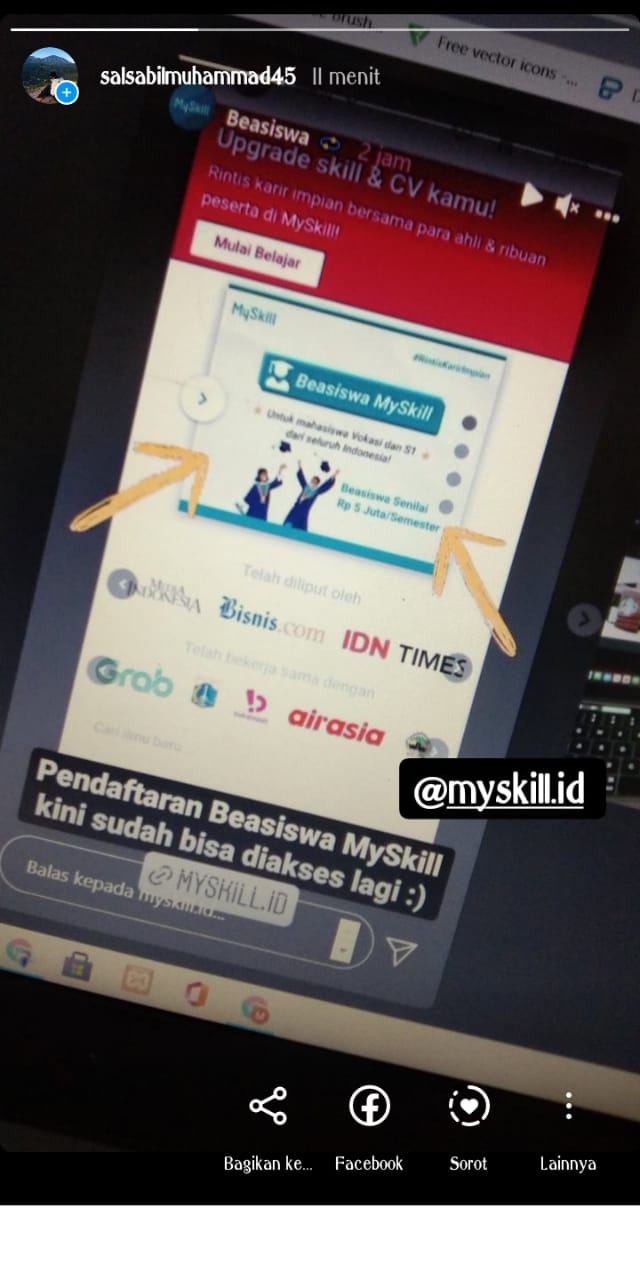 Brush
Free vector icons -...
salsabilmuhammad45 11 menit
MySkill
Beasiswa 2 jam
Upgrade skill & CV kamu!
Rintis karir impian bersama para ahli & ribuan
peserta di MySkill!
Mulai Belajar
MySkill
#RintisKarirImpian
Beasiswa MySkill
Untuk mahasiswa Vokasi dan S1
dari seluruh Indonesia!
Beasiswa Senilai
Rp 5 Juta/Semester
Telah diliput oleh
INDONESIA
Bisnis.com
IDN TIMES
Telah bekerja sama dengan
Grab
airasia
Cari ilmu baru
@myskill.id
Pendaftaran Beasiswa MySkill
kini sudah bisa diakses lagi :)
MYSKILL.ID
Balas kepada myskill.id...
Bagikan ke...
Facebook
Sorot
Lainnya